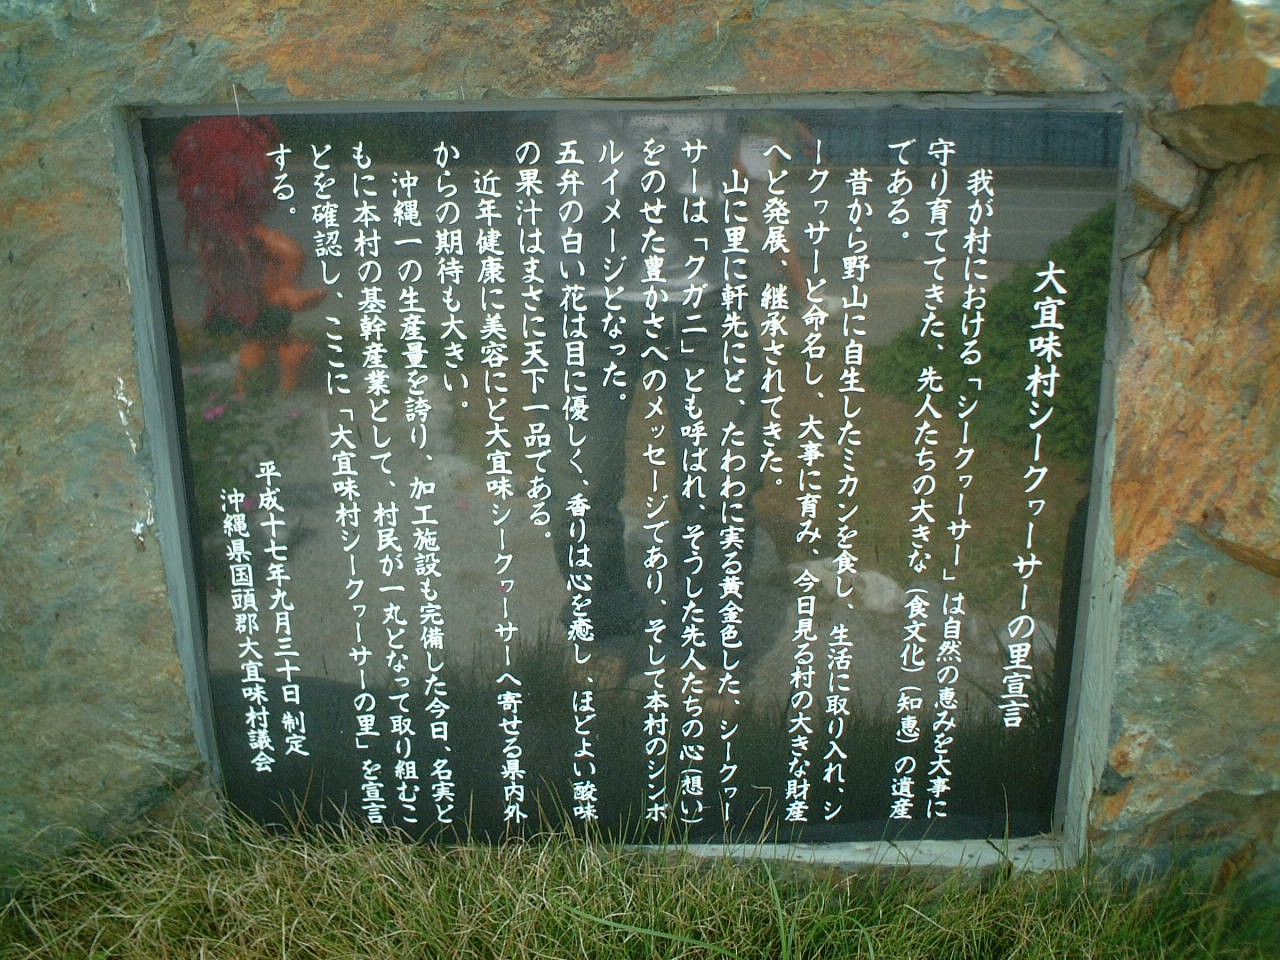 大宜味村シークヮーサーの里宣言
我が村における「シークヮーサー」は自然の恵みを大事に
守り育ててきた、先人たちの大きな（食文化）（知恵）の遺産
である。
昔から野山に自生したミカンを食し、生活に取り入れ、シ
ークヮサーと命名し、大事に育み、今日見る村の大きな財産
へと発展、継承されてきた。
山に里に軒先にと、たわわに実る黄金色した、シークヮー
サーは「クガニ」とも呼ばれ、そうした先人たちの心（想い）
をのせた豊かさへのメッセージであり、そして本村のシンボ
ルイメージとなった。
五弁の白い花は目に優しく、香りは心を癒し、ほどよい酸味
の果汁はまさに天下一品である。
近年健康に美容にと大宜味シークヮーサーへ寄せる県内外
からの期待も大きい。
沖縄一の生産量を誇り、加工施設も完備した今日、名実と
もに本村の基幹産業として、村民が一丸となって取り組むこ
とを確認し、ここに「大宜味村シークヮーサーの里」を宣言
する。
平成十七年九月三十日 制定
沖縄県国頭郡大宜味村議会